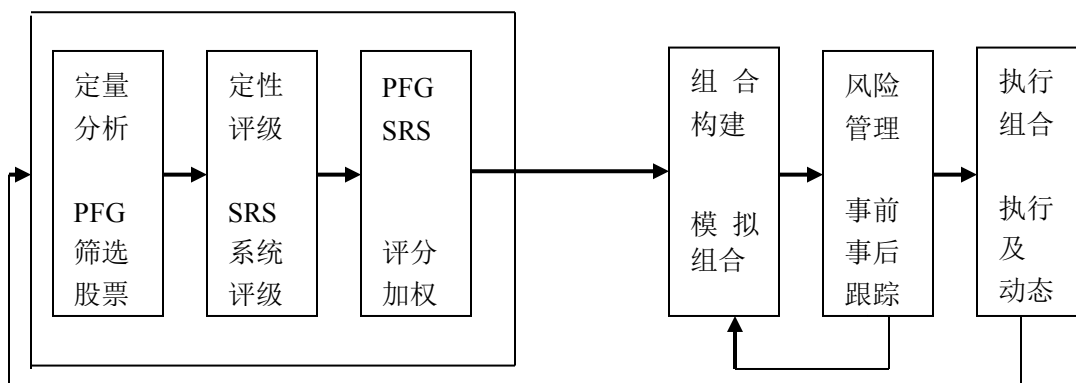 定量
分析
PFG
筛选
股票
定性
评级
SRS
系统
评级
PFG
SRS
评分
加权
组 合
构建
模 拟
组合
风险
管理
事前
事后
跟踪
执行
组合
执行
及
动态